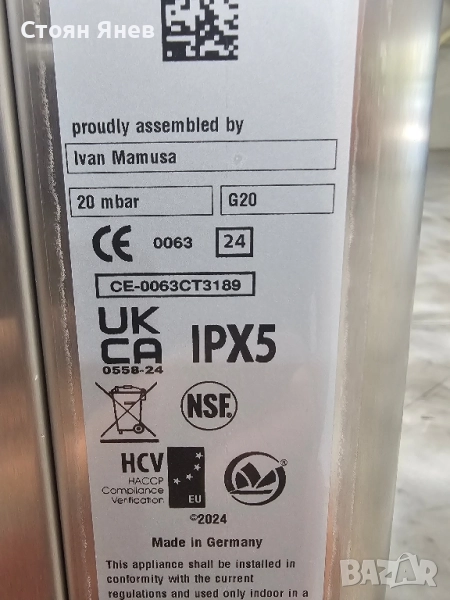 Стоян Янев
proudly assembled by
Ivan Mamusa
20 mbar
G20
CE 0063 24
CE-0063CT3189
UK
CA
0558-24
IPX5
NSF.
HCV
HACCP
Compliance
Verification
EU
©2024
Made in Germany
This appliance shall be installed in
conformity with the current
regulations and used only indoor in a
BAZAR.bg